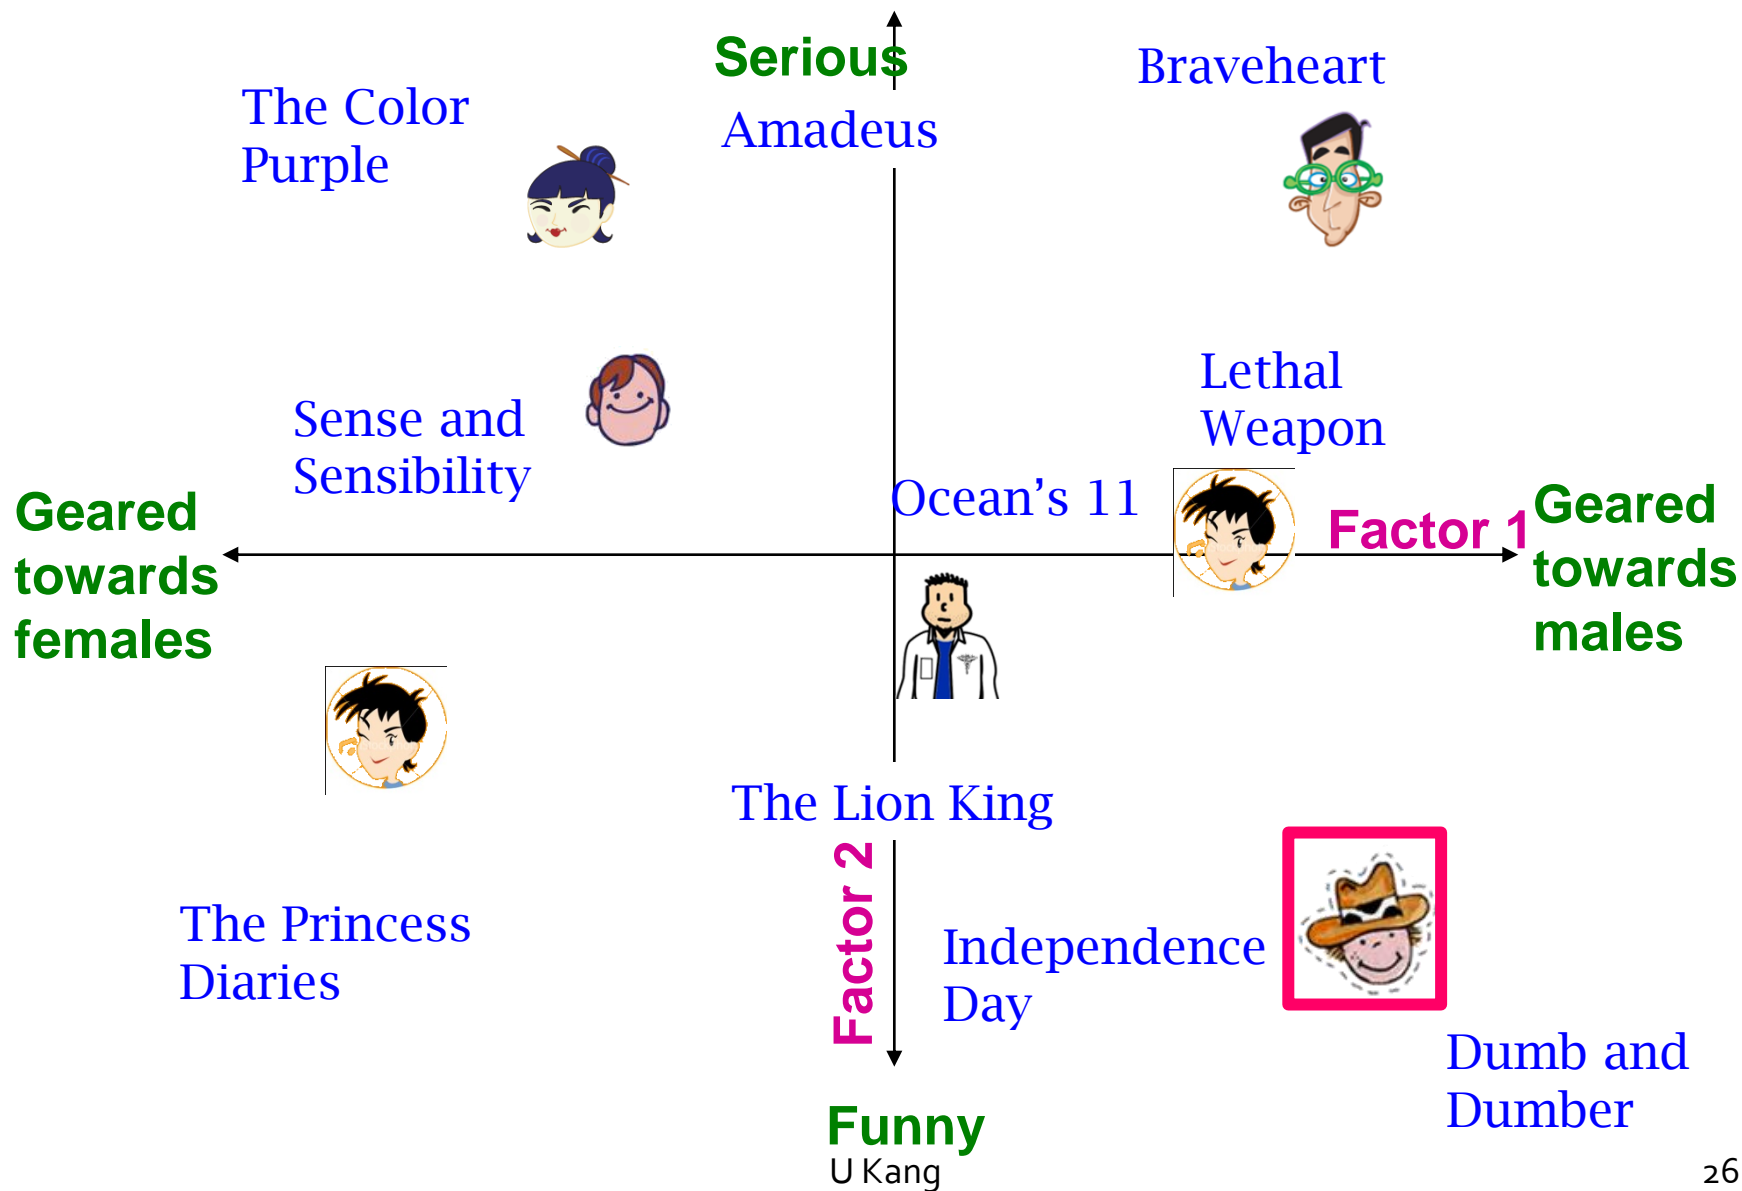 Serious
Braveheart
The Color
Purple
Amadeus
Lethal
Weapon
Sense and
Sensibility
Ocean’s 11
Geared
towards
females
Factor 1
Geared
towards
males
The Lion King
Factor 2
The Princess
Diaries
Independence
Day
Dumb and
Dumber
Funny
U Kang
26